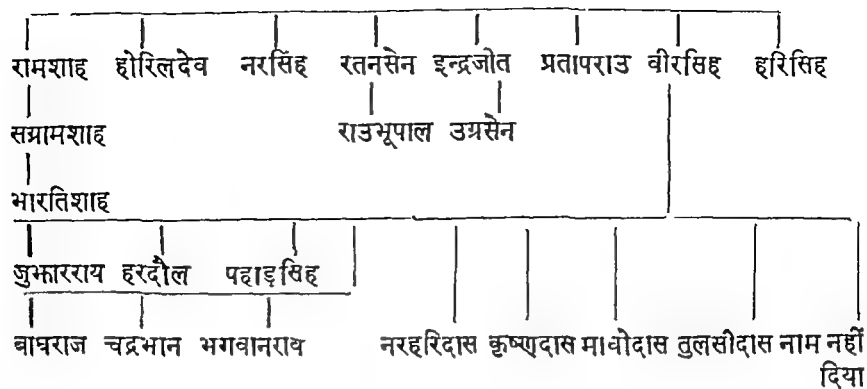 रामशाह होरिलदेव नरसिंह रतनसेन इन्द्रजीत प्रतापराउ वीरसिह हरिसिह
सग्रामशाह राउभूपाल उग्रसेन
भारतिशाह
जुझारराय हरदौल पहाड़सिह
बाघराज चद्रभान भगवानराय नरहरिदास कृष्णदास माधोदास तुलसीदास नाम नहीं
दिया